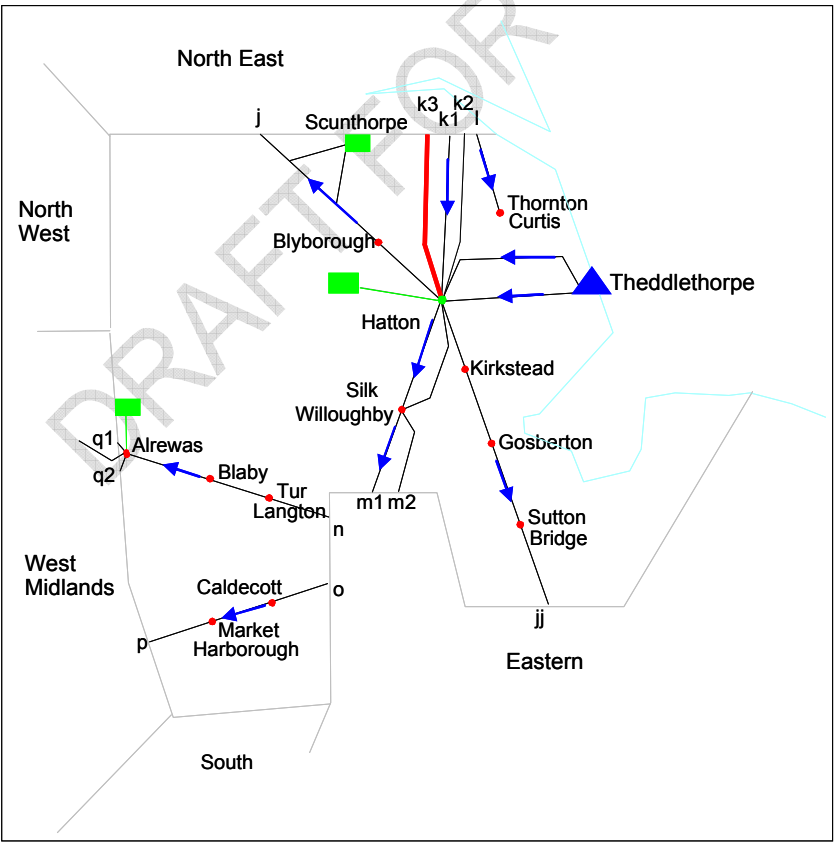 North East
k3
k2
j
k1
l
Scunthorpe
Thornton
Curtis
North
West
Blyborough
Theddlethorpe
Hatton
Kirkstead
Silk
Willoughby
q1
Alrewas
Gosberton
q2
Blaby
Tur
Langton
m1 m2
n
Sutton
Bridge
West
Midlands
Caldecott
o
jj
Market
Harborough
p
Eastern
South
DRAFT FOR